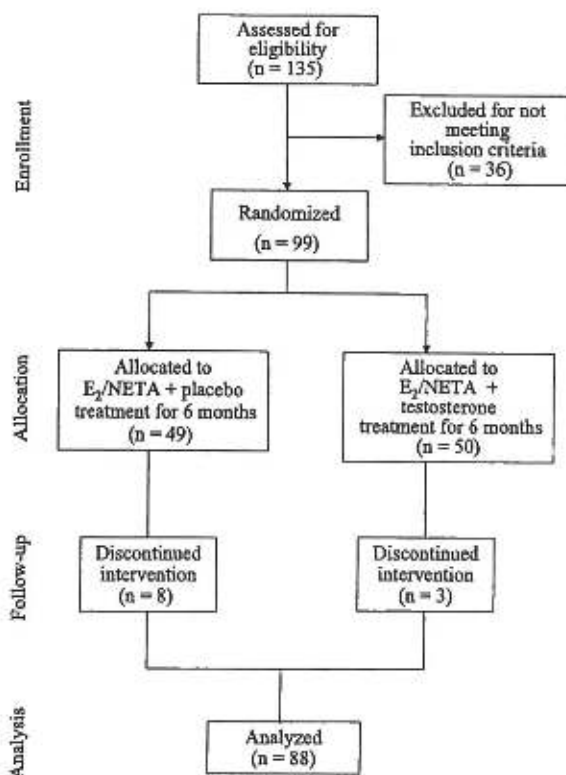 Assessed for
eligibility
(n = 135)
Enrollment
Excluded for not
meeting
inclusion criteria
(n = 36)
Randomized
(n = 99)
Allocation
Allocated to
E₂/NETA + placebo
treatment for 6 months
(n = 49)
Allocated to
E₂/NETA +
testosterone
treatment for 6 months
(n = 50)
Follow-up
Discontinued
intervention
(n = 8)
Discontinued
intervention
(n = 3)
Analysis
Analyzed
(n = 88)